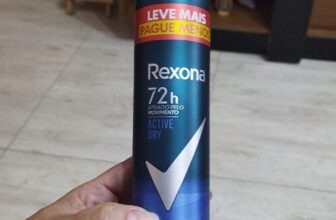 LEVE MAIS
PAGUE MENOS
Rexona
72h
ATIVADO PELO
MOVIMENTO
ACTIVE
DRY